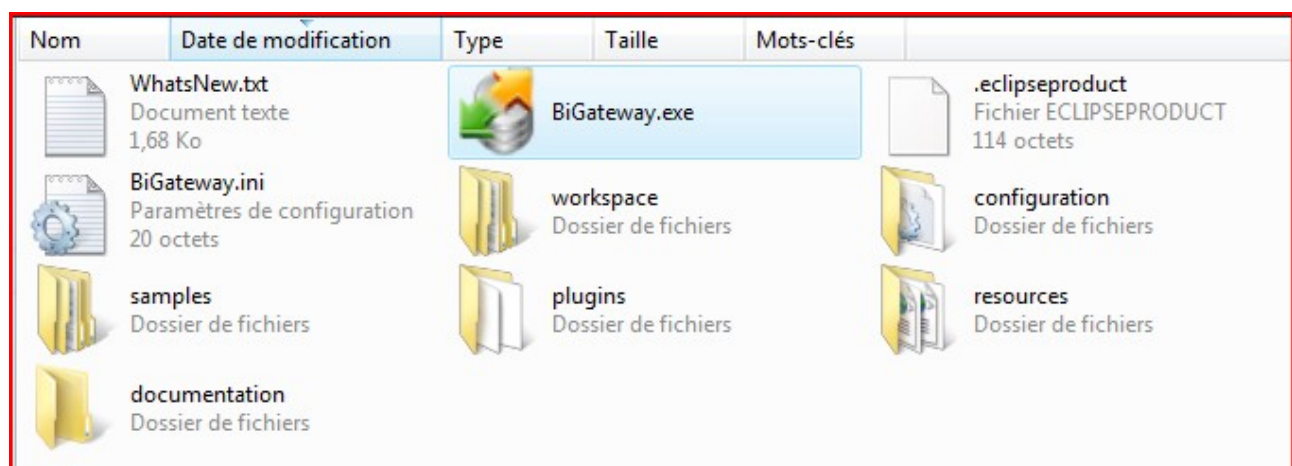 Nom Date de modification Type Taille Mots-clés
WhatsNew.txt
Document texte
1,68 Ko
BiGateway.exe
.eclipseproduct
Fichier ECLIPSEPRODUCT
114 octets
BiGateway.ini
Paramètres de configuration
20 octets
workspace
Dossier de fichiers
configuration
Dossier de fichiers
samples
Dossier de fichiers
plugins
Dossier de fichiers
resources
Dossier de fichiers
documentation
Dossier de fichiers